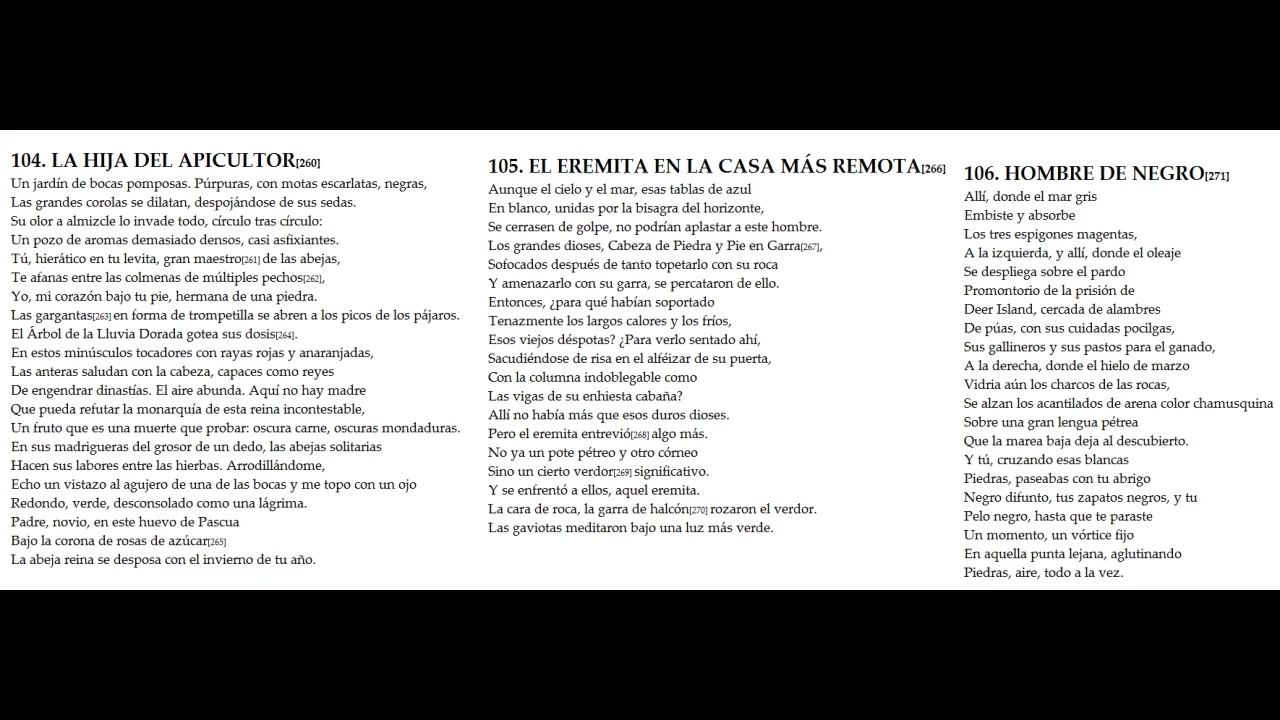 104. LA HIJA DEL APICULTOR[260]
Un jardín de bocas pomposas. Púrpuras, con motas escarlatas, negras,
Las grandes corolas se dilatan, despojándose de sus sedas.
Su olor a almizcle lo invade todo, círculo tras círculo:
Un pozo de aromas demasiado densos, casi asfixiantes.
Tú, hierático en tu levita, gran maestro[261] de las abejas,
Te afanas entre las colmenas de múltiples pechos[262],
Yo, mi corazón bajo tu pie, hermana de una piedra.
Las gargantas[263] en forma de trompetilla se abren a los picos de los pájaros.
El Árbol de la Lluvia Dorada gotea sus dosis[264].
En estos minúsculos tocadores con rayas rojas y anaranjadas,
Las anteras saludan con la cabeza, capaces como reyes
De engendrar dinastías. El aire abunda. Aquí no hay madre
Que pueda refutar la monarquía de esta reina incontestable,
Un fruto que es una muerte que probar: oscura carne, oscuras mondaduras.
En sus madrigueras del grosor de un dedo, las abejas solitarias
Hacen sus labores entre las hierbas. Arrodillándome,
Echo un vistazo al agujero de una de las bocas y me topo con un ojo
Redondo, verde, desconsolado como una lágrima.
Padre, novio, en este huevo de Pascua
Bajo la corona de rosas de azúcar[265]
La abeja reina se desposa con el invierno de tu año.
105. EL EREMITA EN LA CASA MÁS REMOTA[266]
Aunque el cielo y el mar, esas tablas de azul
En blanco, unidas por la bisagra del horizonte,
Se cerrasen de golpe, no podrían aplastar a este hombre.
Los grandes dioses, Cabeza de Piedra y Pie en Garra[267],
Sofocados después de tanto topetarlo con su roca
Y amenazarlo con su garra, se percataron de ello.
Entonces, ¿para qué habían soportado
Tenazmente los largos calores y los fríos,
Esos viejos déspotas? ¿Para verlo sentado ahí,
Sacudiéndose de risa en el alféizar de su puerta,
Con la columna indoblegable como
Las vigas de su enhiesta cabaña?
Allí no había más que esos duros dioses.
Pero el eremita entrevió[268] algo más.
No ya un pote pétreo y otro córneo
Sino un cierto verdor[269] significativo.
Y se enfrentó a ellos, aquel eremita.
La cara de roca, la garra de halcón[270] rozaron el verdor.
Las gaviotas meditaron bajo una luz más verde.
106. HOMBRE DE NEGRO[271]
Allí, donde el mar gris
Embiste y absorbe
Los tres espigones magentas,
A la izquierda, y allí, donde el oleaje
Se despliega sobre el pardo
Promontorio de la prisión de
Deer Island, cercada de alambres
De púas, con sus cuidadas pocilgas,
Sus gallineros y sus pastos para el ganado,
A la derecha, donde el hielo de marzo
Vidria aún los charcos de las rocas,
Se alzan los acantilados de arena color chamusquina
Sobre una gran lengua pétrea
Que la marea baja deja al descubierto.
Y tú, cruzando esas blancas
Piedras, paseabas con tu abrigo
Negro difunto, tus zapatos negros, y tu
Pelo negro, hasta que te paraste
Un momento, un vórtice fijo
En aquella punta lejana, aglutinando
Piedras, aire, todo a la vez.